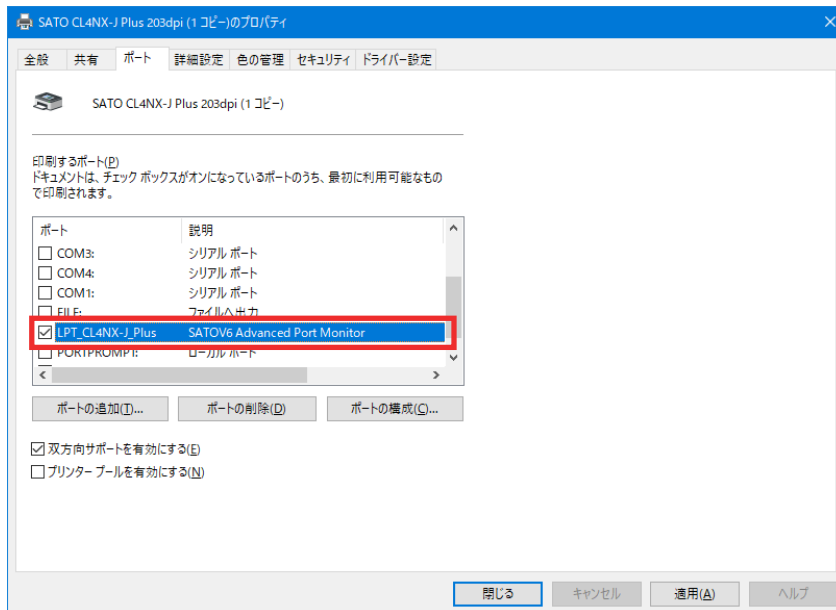 SATO CL4NX-J Plus 203dpi (1 コピー)のプロパティ
全般 共有 ポート 詳細設定 色の管理 セキュリティ ドライバー設定
SATO CL4NX-J Plus 203dpi (1 コピー)
印刷するポート(P)
ドキュメントは、チェック ボックスがオンになっているポートのうち、最初に利用可能なもの
で印刷されます。
ポート 説明
COM3: シリアル ポート
COM4: シリアル ポート
COM1: シリアル ポート
FILE: ファイルへ出力
LPT_CL4NX-J_Plus SATOV6 Advanced Port Monitor
PORTPROMPT: ローカル ポート
ポートの追加(T)... ポートの削除(D) ポートの構成(C)...
双方向サポートを有効にする(E)
プリンター プールを有効にする(N)
閉じる キャンセル 適用(A) ヘルプ